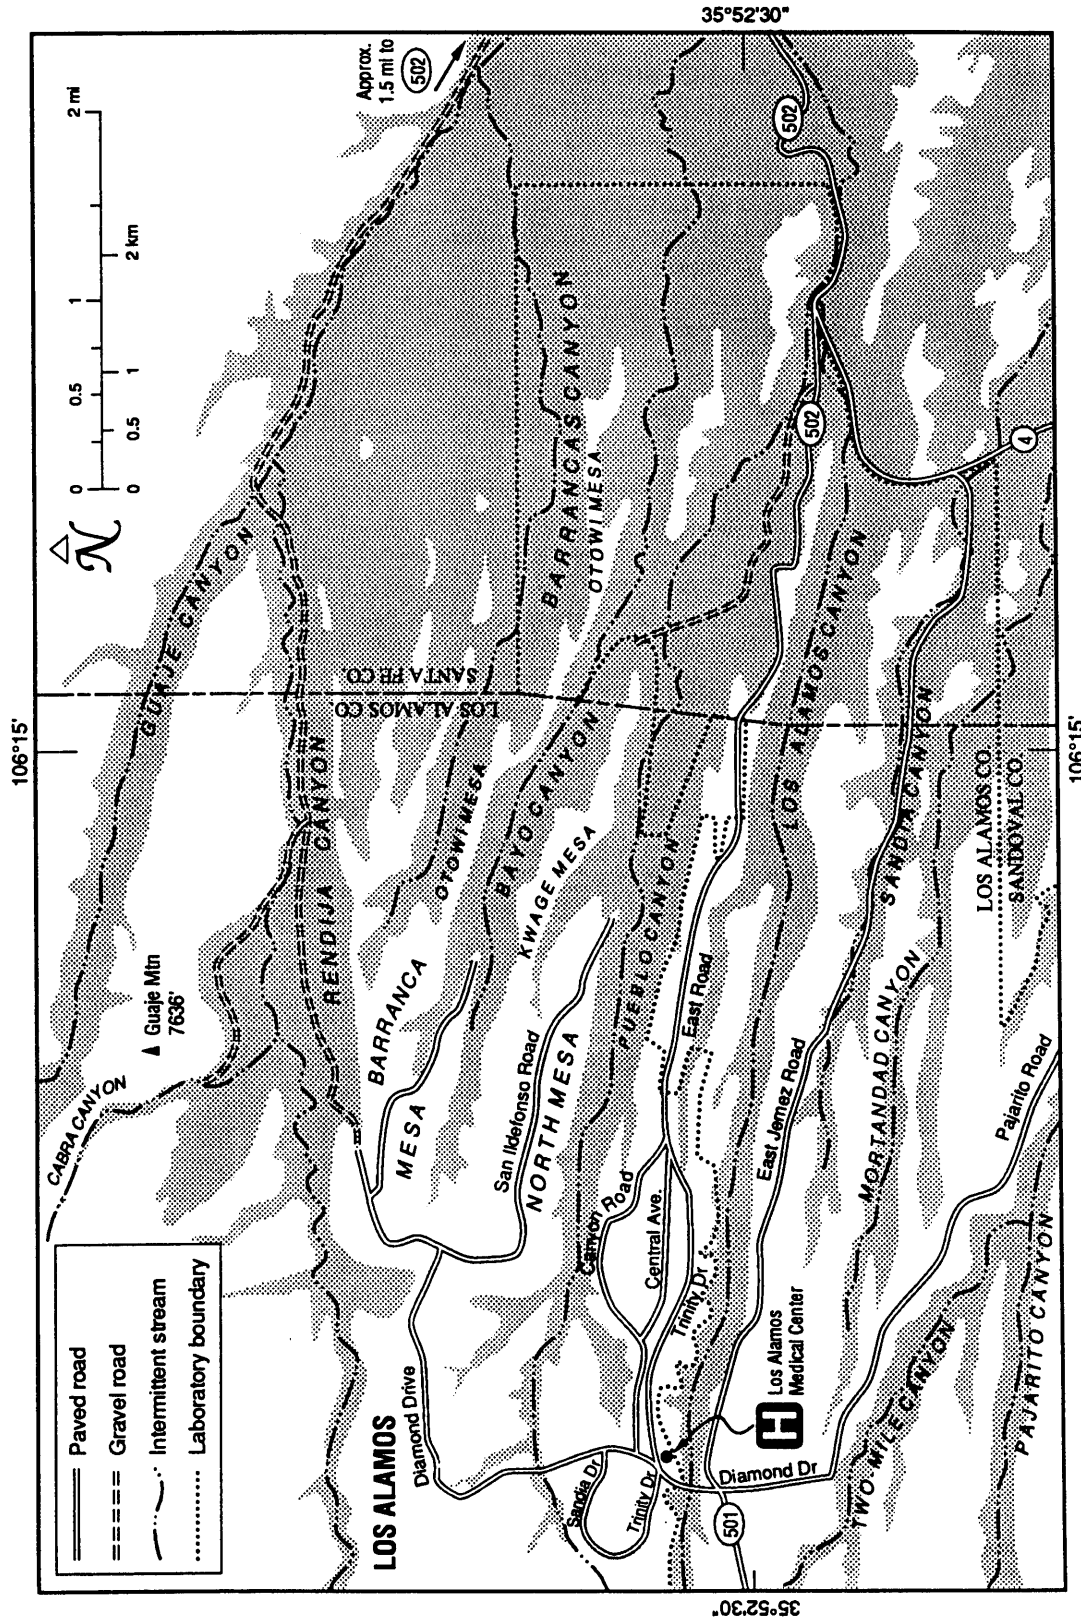 35°52'30"
Approx.
1.5 mi to
502
0 0.5 1 2 mi
0 0.5 1 2 km
N
106°15'
GUAJE CANYON
CABRA CANYON
Guaje Mtn
7636'
RENDIJA CANYON
LOS ALAMOS CO
SANTA FE CO.
BARRANCAS CANYON
OTOWI MESA
OTOWI MESA
BAYO CANYON
KWAGE MESA
BARRANCA
MESA
San Ildefonso Road
NORTH MESA
PUEBLO CANYON
502
502
4
East Road
LOS ALAMOS CANYON
SANDIA CANYON
East Jemez Road
MORTANDAD CANYON
LOS ALAMOS CO
SANDOVAL CO.
Pajarito Road
PAJARITO CANYON
TWO-MILE CANYON
Canyon Road
Central Ave.
Trinity Dr
Los Alamos
Medical Center
H
Diamond Dr
501
Sandia Dr
Trinity Dr
Diamond Drive
LOS ALAMOS
Paved road
Gravel road
Intermittent stream
Laboratory boundary
35°52'30"
106°15'